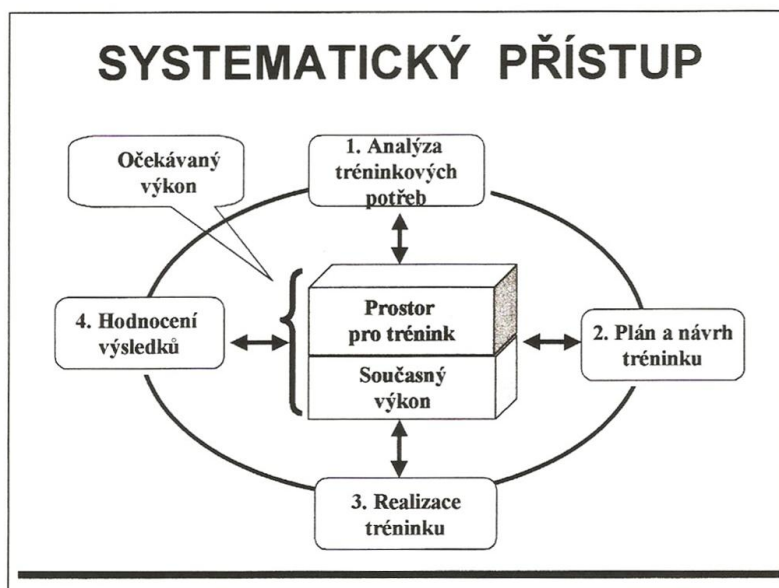 SYSTEMATICKÝ PŘÍSTUP
Očekávaný
výkon
1. Analýza
tréninkových
potřeb
Prostor
pro trénink
Současný
výkon
4. Hodnocení
výsledků
2. Plán a návrh
tréninku
3. Realizace
tréninku